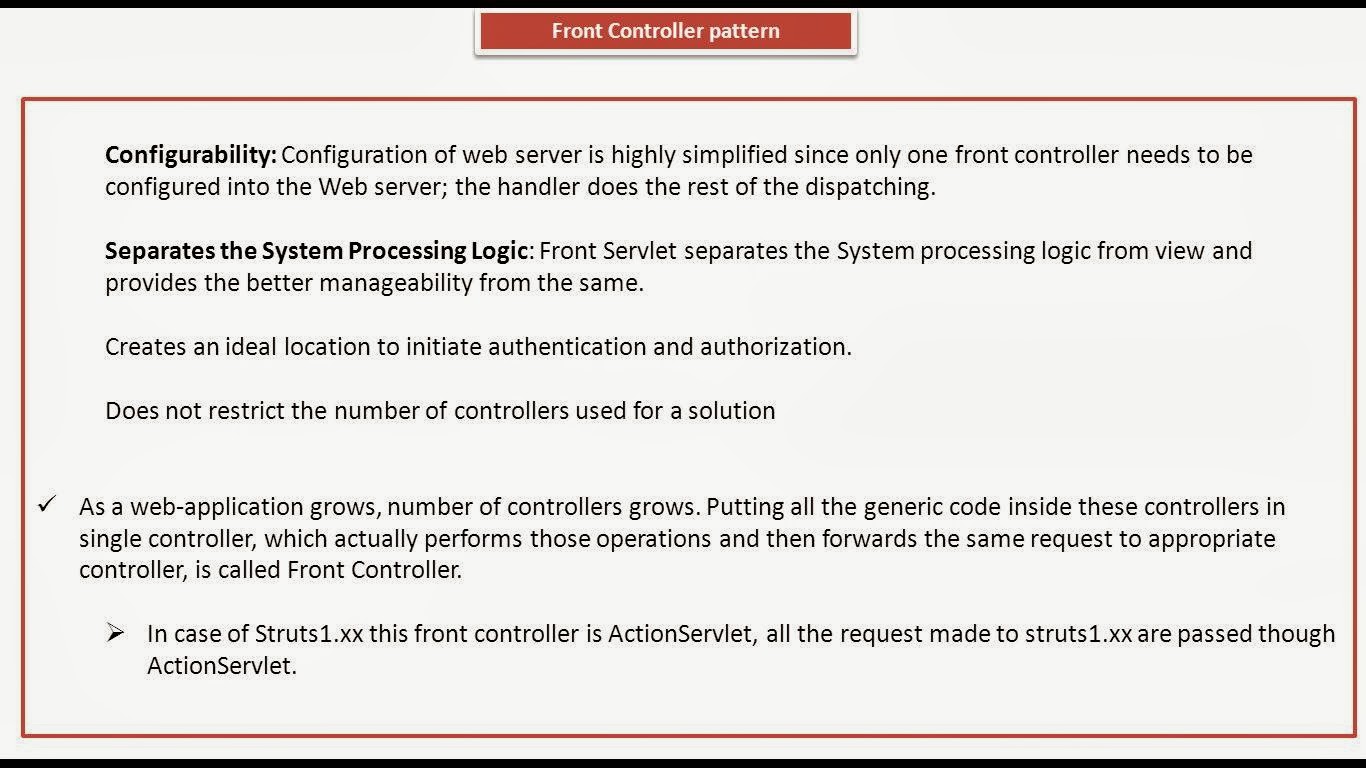 Front Controller pattern
Configurability: Configuration of web server is highly simplified since only one front controller needs to be
configured into the Web server; the handler does the rest of the dispatching.
Separates the System Processing Logic: Front Servlet separates the System processing logic from view and
provides the better manageability from the same.
Creates an ideal location to initiate authentication and authorization.
Does not restrict the number of controllers used for a solution
✓ As a web-application grows, number of controllers grows. Putting all the generic code inside these controllers in
single controller, which actually performs those operations and then forwards the same request to appropriate
controller, is called Front Controller.
➢ In case of Struts1.xx this front controller is ActionServlet, all the request made to struts1.xx are passed though
ActionServlet.